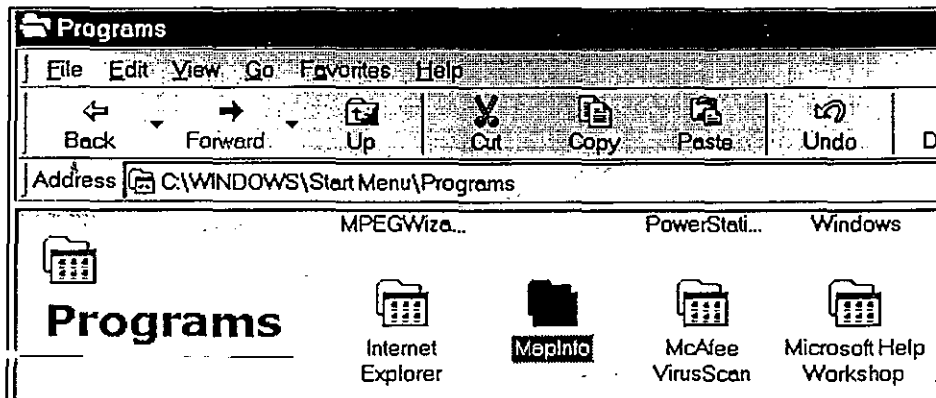 Programs
File Edit View Go Favorites Help
Back Forward Up Cut Copy Paste Undo D
Address C:\WINDOWS\Start Menu\Programs
MPEGWiza... PowerStati... Windows
Programs
Internet Explorer
MapInfo
McAfee VirusScan
Microsoft Help Workshop